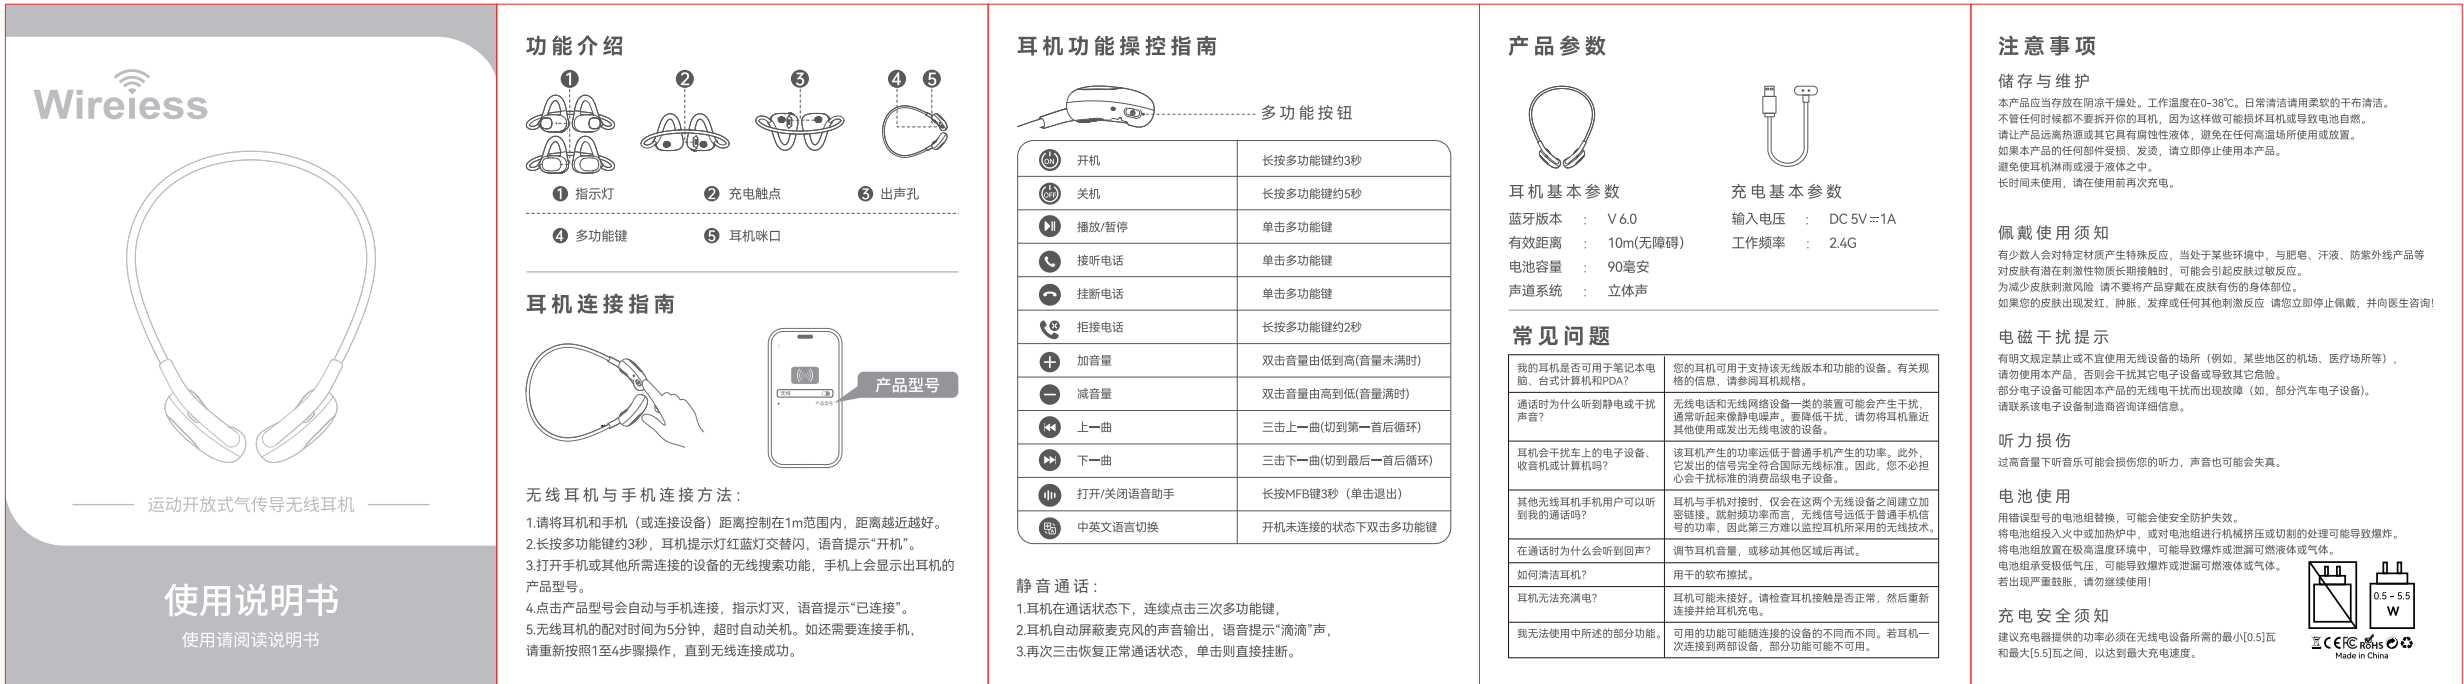 Wireless
运动开放式气传导无线耳机
使用说明书
使用请阅读说明书
功能介绍
1 2 3 4 5
1 指示灯 2 充电触点 3 出声孔
4 多功能键 5 耳机咪口
耳机连接指南
无线
产品型号
产品型号
无线耳机与手机连接方法：
1.请将耳机和手机（或连接设备）距离控制在1m范围内，距离越近越好。
2.长按多功能键约3秒，耳机提示灯红蓝灯交替闪，语音提示“开机”。
3.打开手机或其他所需连接的设备的无线搜索功能，手机上会显示出耳机的
产品型号。
4.点击产品型号会自动与手机连接，指示灯灭，语音提示“已连接”。
5.无线耳机的配对时间为5分钟，超时自动关机。如还需要连接手机，
请重新按照1至4步骤操作，直到无线连接成功。
耳机功能操控指南
多功能按钮
ON 开机 长按多功能键约3秒
OFF 关机 长按多功能键约5秒
播放/暂停 单击多功能键
接听电话 单击多功能键
挂断电话 单击多功能键
拒接电话 长按多功能键约2秒
加音量 双击音量由低到高(音量未满时)
减音量 双击音量由高到低(音量满时)
上一曲 三击上一曲(切到第一首后循环)
下一曲 三击下一曲(切到最后一首后循环)
打开/关闭语音助手 长按MFB键3秒（单击退出）
中英文语言切换 开机未连接的状态下双击多功能键
静音通话：
1.耳机在通话状态下，连续点击三次多功能键，
2.耳机自动屏蔽麦克风的声音输出，语音提示“滴滴”声，
3.再次三击恢复正常通话状态，单击则直接挂断。
产品参数
耳机基本参数
蓝牙版本 ： V 6.0
有效距离 ： 10m(无障碍)
电池容量 ： 90毫安
声道系统 ： 立体声
充电基本参数
输入电压 ： DC 5V⎓1A
工作频率 ： 2.4G
常见问题
我的耳机是否可用于笔记本电
脑、台式计算机和PDA？
您的耳机可用于支持该无线版本和功能的设备。有关规
格的信息，请参阅耳机规格。
通话时为什么听到静电或干扰
声音？
无线电话和无线网络设备一类的装置可能会产生干扰，
通常听起来像静电噪声。要降低干扰，请勿将耳机靠近
其他使用或发出无线电波的设备。
耳机会干扰车上的电子设备、
收音机或计算机吗？
该耳机产生的功率远低于普通手机产生的功率。此外，
它发出的信号完全符合国际无线标准。因此，您不必担
心会干扰标准的消费品级电子设备。
其他无线耳机手机用户可以听
到我的通话吗？
耳机与手机对接时，仅会在这两个无线设备之间建立加
密链接。就射频功率而言，无线信号远低于普通手机信
号的功率，因此第三方难以监控耳机所采用的无线技术。
在通话时为什么会听到回声？
调节耳机音量，或移动其他区域后再试。
如何清洁耳机？
用干的软布擦拭。
耳机无法充满电？
耳机可能未接好。请检查耳机接触是否正常，然后重新
连接并给耳机充电。
我无法使用中所述的部分功能。
可用的功能可能随连接的设备的不同而不同。若耳机一
次连接到两部设备，部分功能可能不可用。
注意事项
储存与维护
本产品应当存放在阴凉干燥处。工作温度在0-38℃。日常清洁请用柔软的干布清洁。
不管任何时候都不要拆开你的耳机，因为这样做可能损坏耳机或导致电池自燃。
请让产品远离热源或其它具有腐蚀性液体，避免在任何高温场所使用或放置。
如果本产品的任何部件受损、发烫，请立即停止使用本产品。
避免使耳机淋雨或浸于液体之中。
长时间未使用，请在使用前再次充电。
佩戴使用须知
有少数人会对特定材质产生特殊反应，当处于某些环境中，与肥皂、汗液、防紫外线产品等
对皮肤有潜在刺激性物质长期接触时，可能会引起皮肤过敏反应。
为减少皮肤刺激风险 请不要将产品穿戴在皮肤有伤的身体部位。
如果您的皮肤出现发红、肿胀、发痒或任何其他刺激反应 请您立即停止佩戴，并向医生咨询！
电磁干扰提示
有明文规定禁止或不宜使用无线设备的场所（例如，某些地区的机场、医疗场所等），
请勿使用本产品，否则会干扰其它电子设备或导致其它危险。
部分电子设备可能因本产品的无线电干扰而出现故障（如，部分汽车电子设备)。
请联系该电子设备制造商咨询详细信息。
听力损伤
过高音量下听音乐可能会损伤您的听力，声音也可能会失真。
电池使用
用错误型号的电池组替换，可能会使安全防护失效。
将电池组投入火中或加热炉中，或对电池组进行机械挤压或切割的处理可能导致爆炸。
将电池组放置在极高温度环境中，可能导致爆炸或泄漏可燃液体或气体。
电池组承受极低气压，可能导致爆炸或泄漏可燃液体或气体。
若出现严重鼓胀，请勿继续使用！
充电安全须知
建议充电器提供的功率必须在无线电设备所需的最小[0.5]瓦
和最大[5.5]瓦之间，以达到最大充电速度。
0.5 – 5.5
W
CE FC RoHS
Made in China